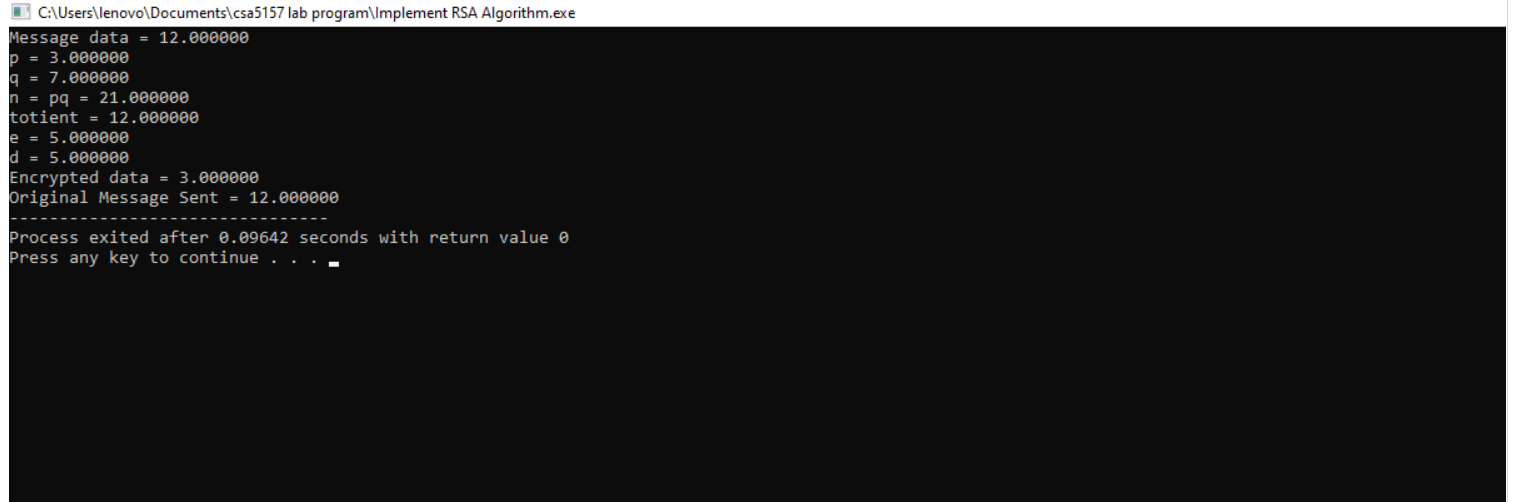 C:\Users\lenovo\Documents\csa5157 lab program\Implement RSA Algorithm.exe
Message data = 12.000000
p = 3.000000
q = 7.000000
n = pq = 21.000000
totient = 12.000000
e = 5.000000
d = 5.000000
Encrypted data = 3.000000
Original Message Sent = 12.000000
--------------------------------
Process exited after 0.09642 seconds with return value 0
Press any key to continue . . .